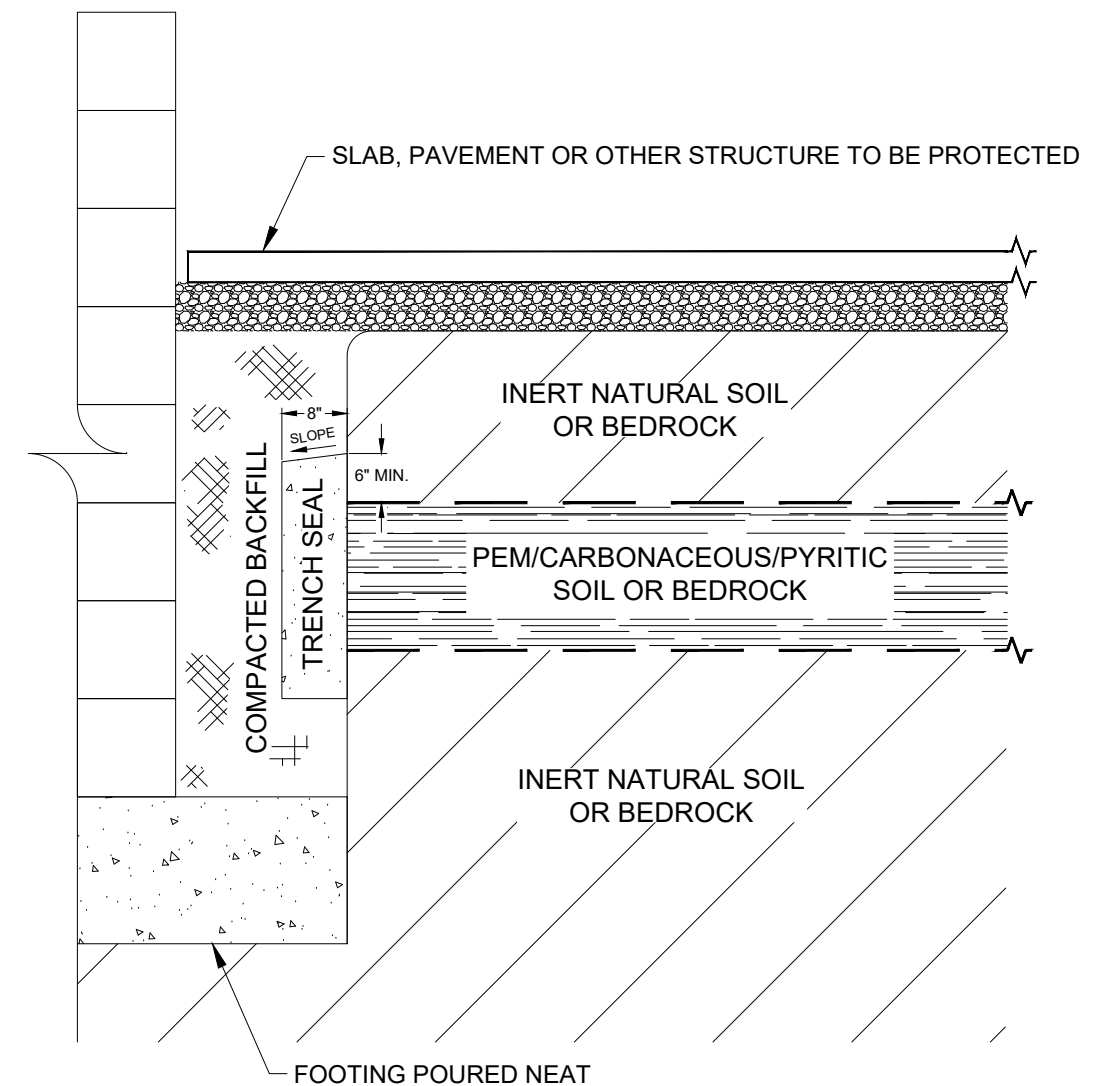 SLAB, PAVEMENT OR OTHER STRUCTURE TO BE PROTECTED
INERT NATURAL SOIL
OR BEDROCK
8"
SLOPE
6" MIN.
COMPACTED BACKFILL
TRENCH SEAL
PEM/CARBONACEOUS/PYRITIC
SOIL OR BEDROCK
INERT NATURAL SOIL
OR BEDROCK
FOOTING POURED NEAT